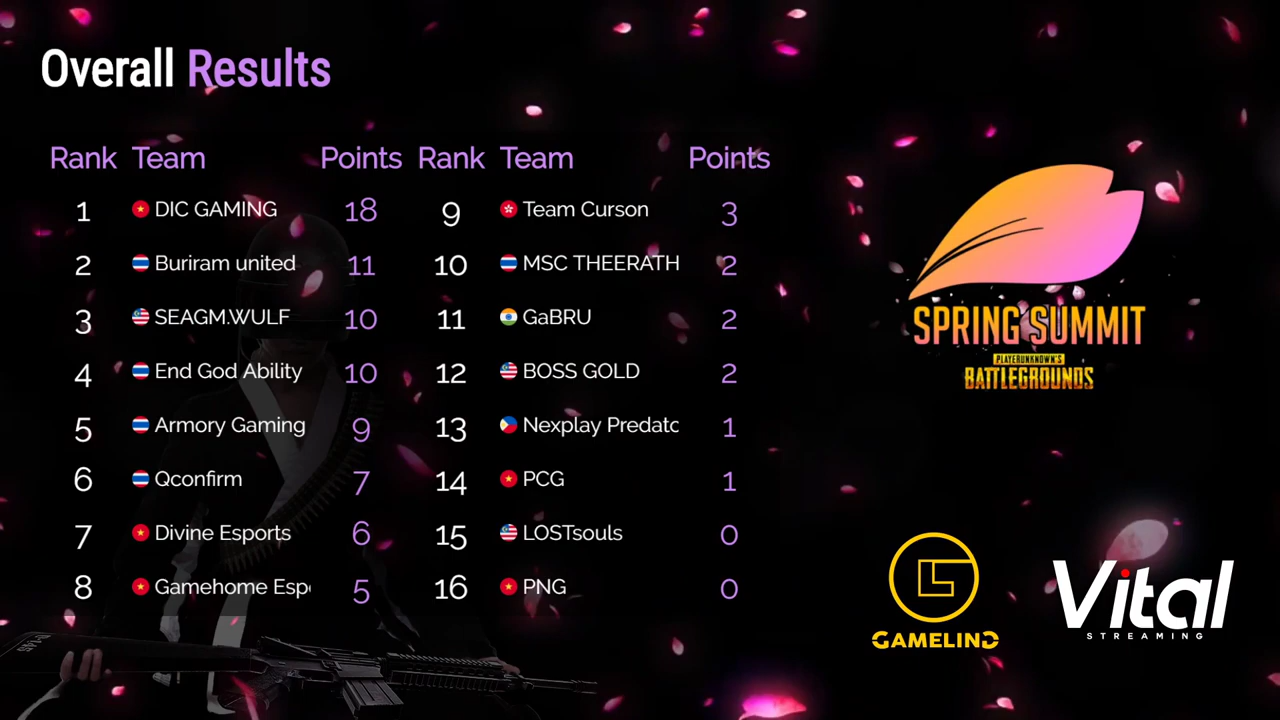 Overall Results
Rank Team Points Rank Team Points
1 DIC GAMING 18 9 Team Curson 3
2 Buriram united 11 10 MSC THEERATH 2
3 SEAGM.WULF 10 11 GaBRU 2
4 End God Ability 10 12 BOSS GOLD 2
5 Armory Gaming 9 13 Nexplay Predatc 1
6 Qconfirm 7 14 PCG 1
7 Divine Esports 6 15 LOSTsouls 0
8 Gamehome Esp 5 16 PNG 0
SPRING SUMMIT
PLAYERUNKNOWN'S
BATTLEGROUNDS
GAMELIND
Vital
STREAMING
P-1445